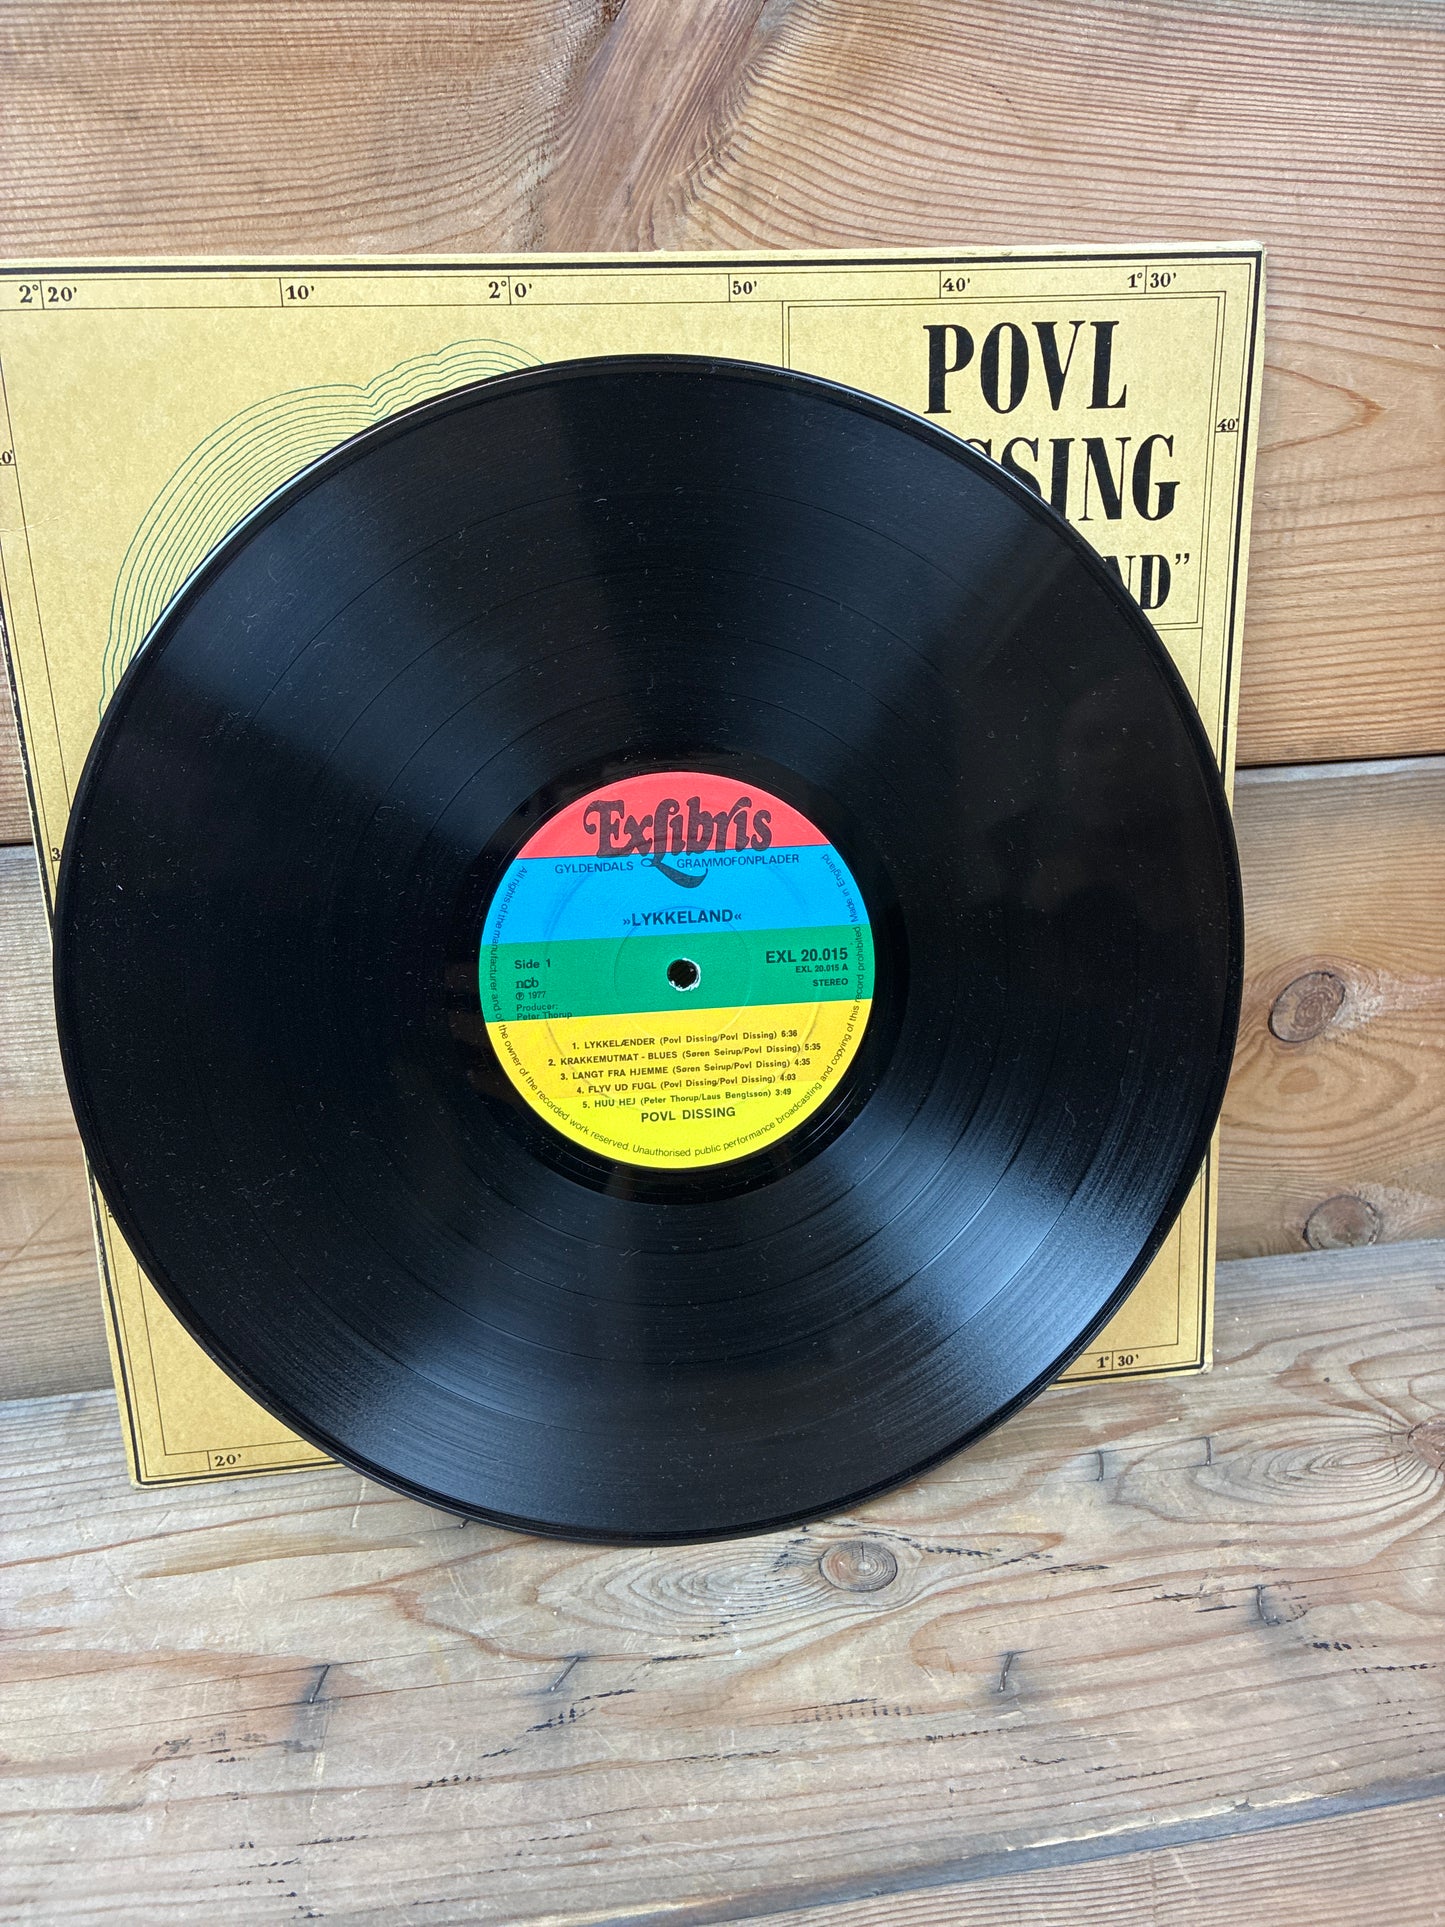 2° 20' 10' 2° 0' 50' 40' 1° 30'
POVL
SSING
ND”
40'
Exlibris
GYLDENDALS GRAMMOFONPLADER
»LYKKELAND«
Side 1
EXL 20.015
EXL 20.015 A
STEREO
ncb
℗ 1977
Producer:
Peter Thorup
1. LYKKELÆNDER (Povl Dissing/Povl Dissing) 6:36
2. KRAKKEMUTMAT - BLUES (Søren Seirup/Povl Dissing) 5:35
3. LANGT FRA HJEMME (Søren Seirup/Povl Dissing) 4:35
4. FLYV UD FUGL (Povl Dissing/Povl Dissing) 4:03
5. HUU HEJ (Peter Thorup/Laus Bengtsson) 3:49
POVL DISSING
All rights of the manufacturer and of the owner of the recorded work reserved. Unauthorised public performance broadcasting and copying of this record prohibited. Made in England
1° 30'
20'